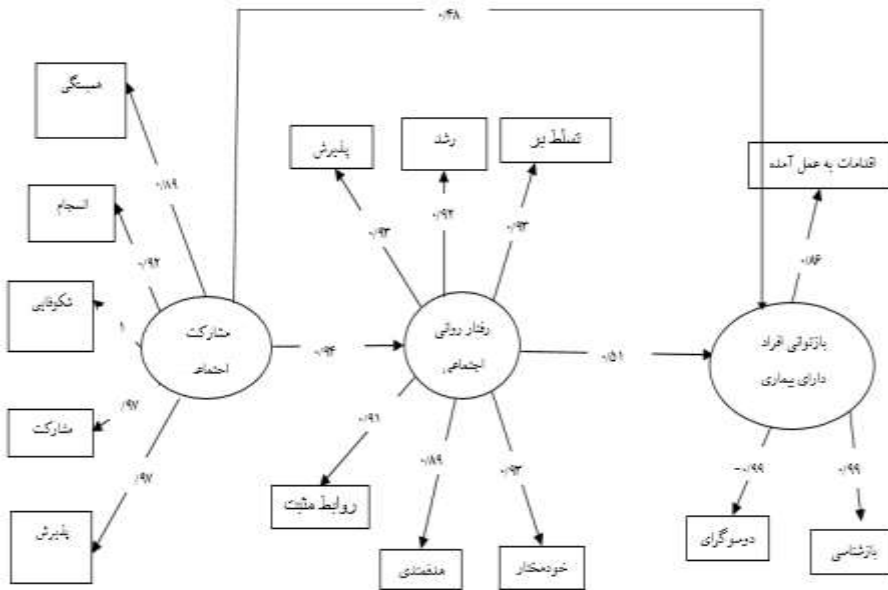 ۰/۴۸
همبستگی
۰/۸۹
انسجام
۰/۹۲
شکوفایی
۱
مشارکت
/۹۷
پذیرش
/۹۷
مشارکت
اجتماعـ
۰/۹۴
پذیرش
۰/۹۳
رشد
۰/۹۲
تسلط بر
۰/۹۳
رفتار روانی
اجتماعی
روابط مثبت
۰/۹۱
هدفمندی
۰/۸۹
خودمختار
۰/۹۳
۰/۵۱
اقدامات به عمل آمده
۰/۸۶
بازتوانی افراد
دارای بیماری
-۰/۹۹
دوسوگرای
۰/۹۹
بازشناسی